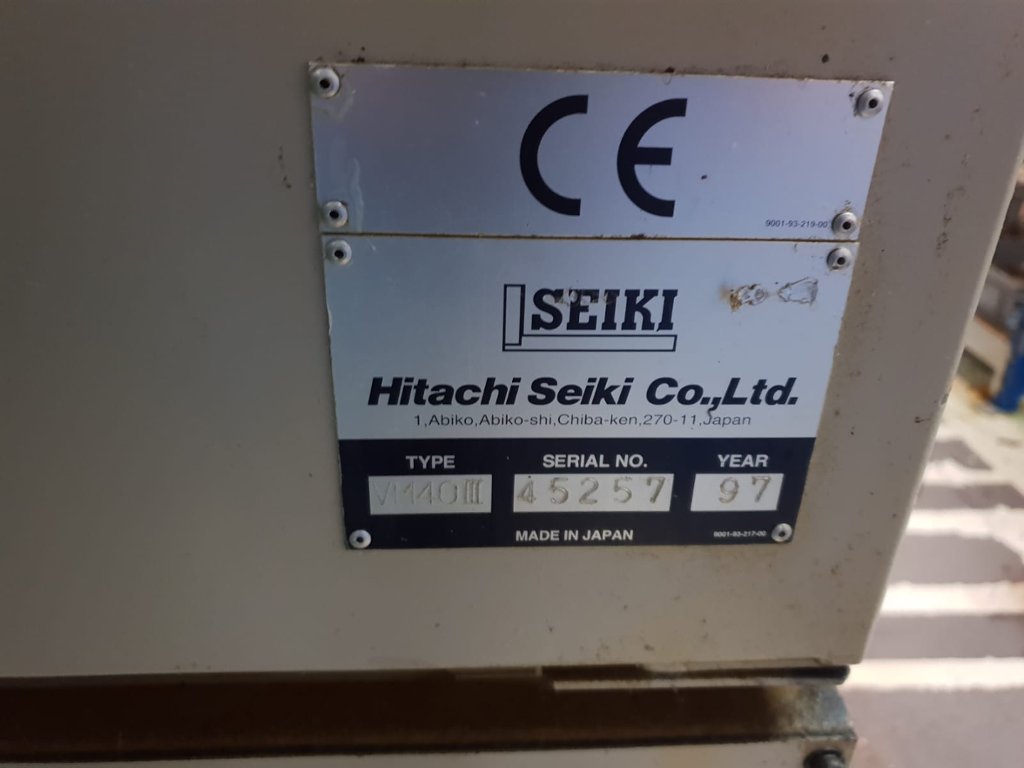 CE
9001-93-219-00
SEIKI
Hitachi Seiki Co.,Ltd.
1,Abiko,Abiko-shi,Chiba-ken,270-11,Japan
TYPE SERIAL NO. YEAR
45257 97
MADE IN JAPAN 9001-93-217-00